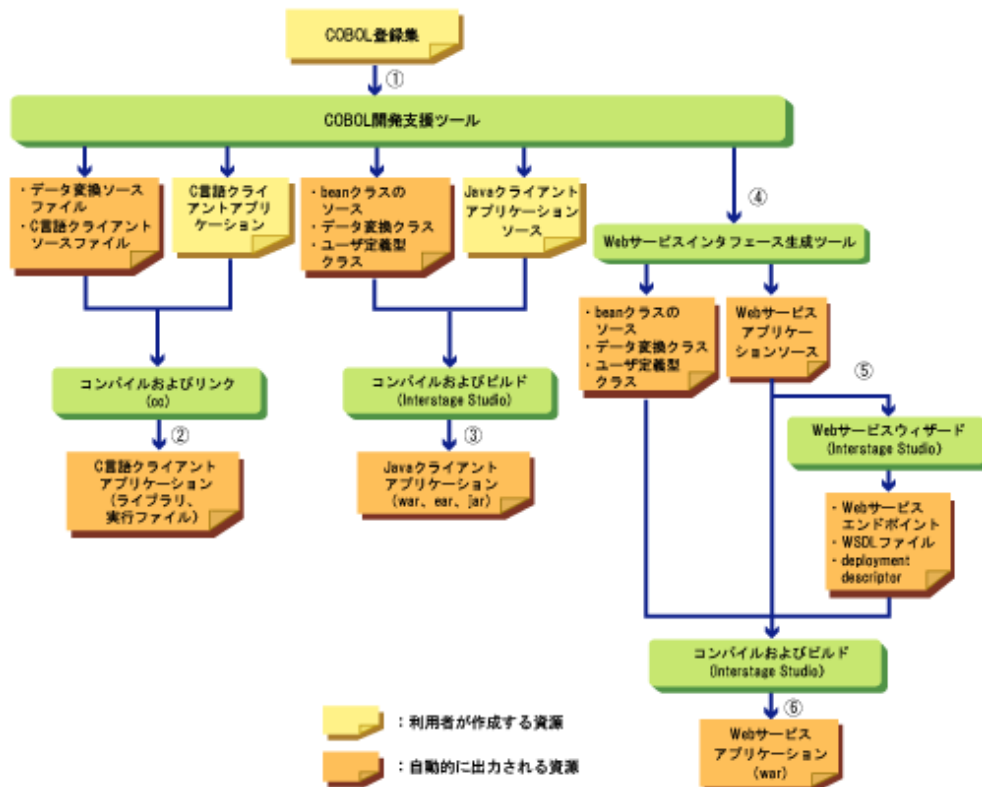 COBOL登録集
①
COBOL開発支援ツール
・データ変換ソース
ファイル
・C言語クライアント
ソースファイル
C言語クライ
アントアプリ
ケーション
・beanクラスの
ソース
・データ変換クラス
・ユーザ定義型
クラス
Javaクライアント
アプリケーション
ソース
④
Webサービスインタフェース生成ツール
・beanクラスの
ソース
・データ変換クラス
・ユーザ定義型
クラス
Webサービス
アプリケー
ションソース
⑤
コンパイルおよびリンク
(cc)
コンパイルおよびビルド
(Interstage Studio)
Webサービスウィザード
(Interstage Studio)
②
③
C言語クライアント
アプリケーション
(ライブラリ、
実行ファイル)
Javaクライアント
アプリケーション
(war、ear、jar)
・Webサービス
エンドポイント
・WSDLファイル
・deployment
descriptor
コンパイルおよびビルド
(Interstage Studio)
⑥
Webサービス
アプリケーション
(war)
：利用者が作成する資源
：自動的に出力される資源